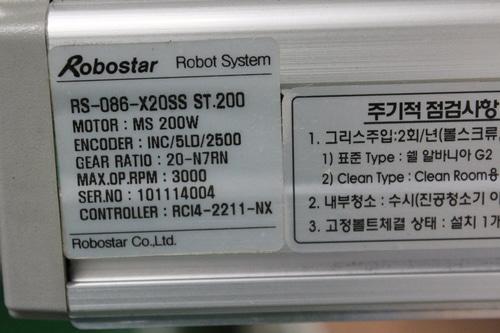 Robostar Robot System
RS-086-X20SS ST.200
MOTOR : MS 200W
ENCODER : INC/5LD/2500
GEAR RATIO : 20-N7RN
MAX.OP.RPM : 3000
SER.NO : 101114004
CONTROLLER : RCI4-2211-NX
Robostar Co.,Ltd.
주기적 점검사항
1. 그리스주입:2회/년(볼스크류,
1) 표준 Type : 쉘 알바니아 G2
2) Clean Type : Clean Room용
2. 내부청소 : 수시(진공청소기 이
3. 고정볼트체결 상태 : 설치 1개